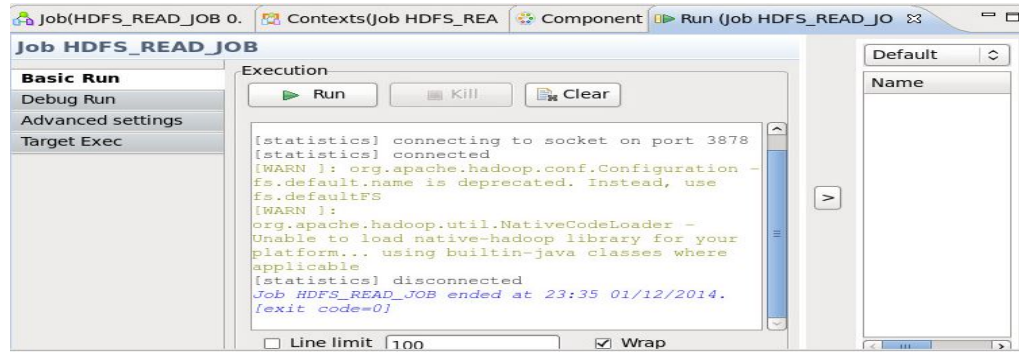 Job(HDFS_READ_JOB 0.
Contexts(Job HDFS_REA
Component
Run (Job HDFS_READ_JO
Job HDFS_READ_JOB
Default
Basic Run
Debug Run
Advanced settings
Target Exec
Execution
Run
Kill
Clear
Name
[statistics] connecting to socket on port 3878
[statistics] connected
[WARN ]: org.apache.hadoop.conf.Configuration -
fs.default.name is deprecated. Instead, use
fs.defaultFS
[WARN ]:
org.apache.hadoop.util.NativeCodeLoader -
Unable to load native-hadoop library for your
platform... using builtin-java classes where
applicable
[statistics] disconnected
Job HDFS_READ_JOB ended at 23:35 01/12/2014.
[exit code=0]
>
Line limit
100
Wrap